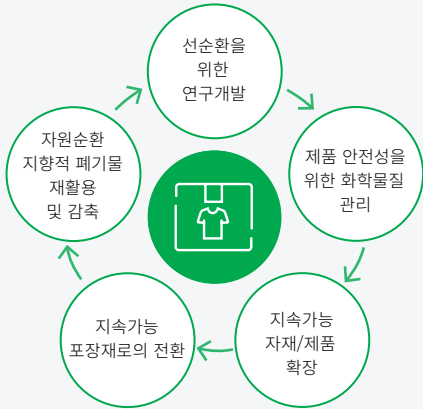 선순환을
위한
연구개발
제품 안전성을
위한 화학물질
관리
지속가능
자재/제품
확장
지속가능
포장재로의 전환
자원순환
지향적 폐기물
재활용
및 감축